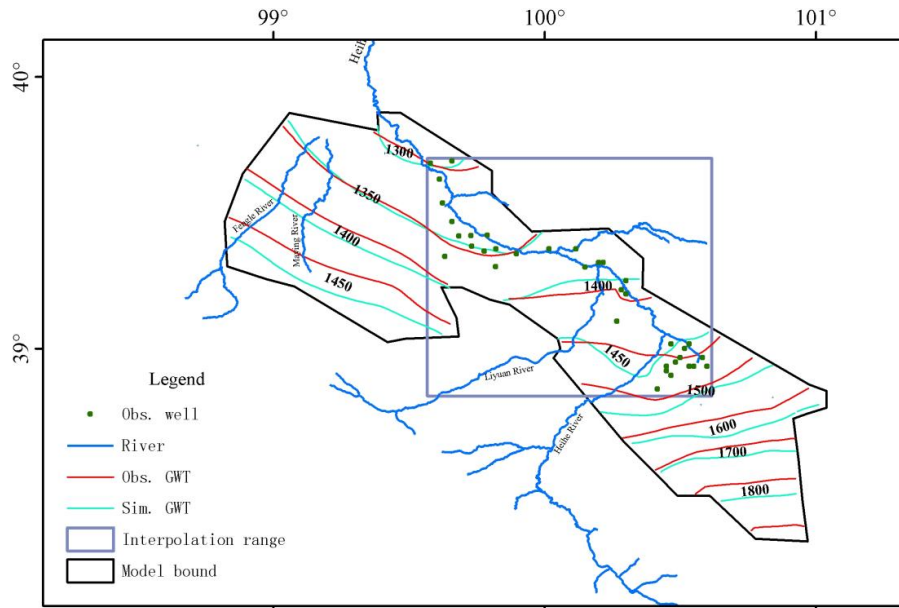 99° 100° 101°
40°
39°
Heih
1300
1350
1400
1450
Fengle River
Maying River
1400
1450
1500
1600
1700
1800
Liyuan River
Heihe River
Legend
Obs. well
River
Obs. GWT
Sim. GWT
Interpolation range
Model bound